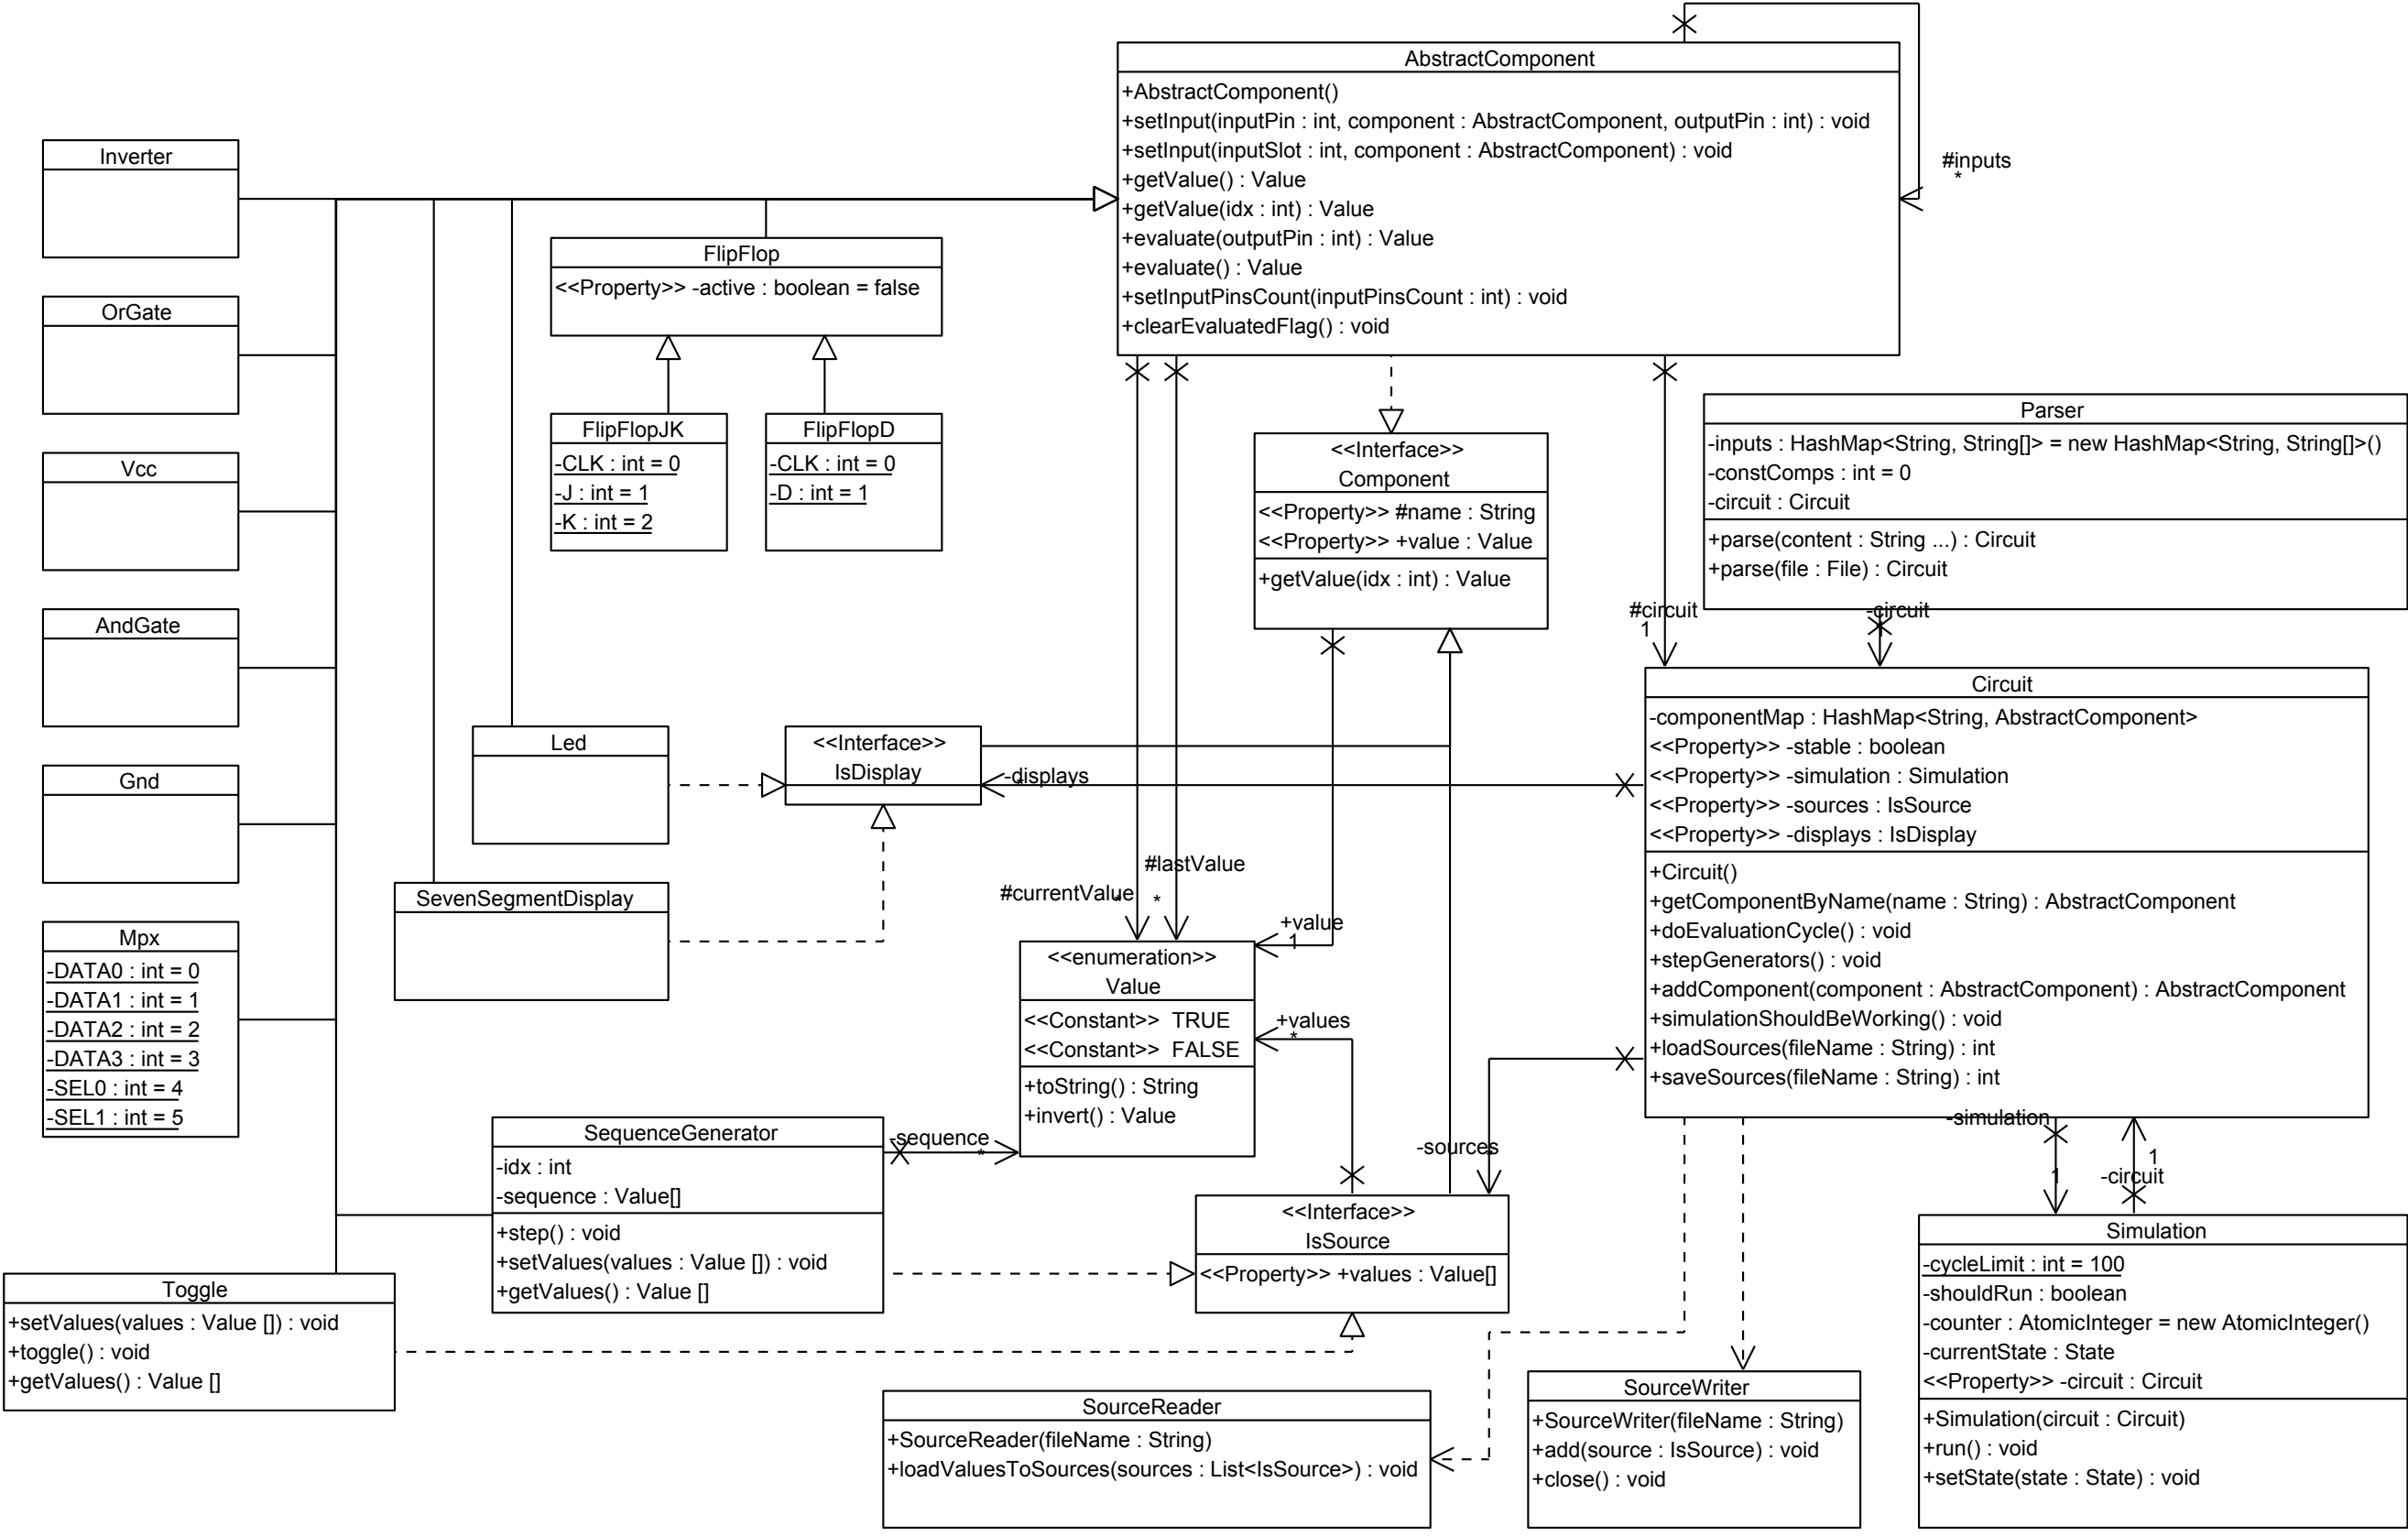 AbstractComponent
+AbstractComponent()
+setInput(inputPin : int, component : AbstractComponent, outputPin : int) : void
+setInput(inputSlot : int, component : AbstractComponent) : void
+getValue() : Value
+getValue(idx : int) : Value
+evaluate(outputPin : int) : Value
+evaluate() : Value
+setInputPinsCount(inputPinsCount : int) : void
+clearEvaluatedFlag() : void
#inputs
*
Inverter
OrGate
Vcc
AndGate
Gnd
Mpx
-DATA0 : int = 0
-DATA1 : int = 1
-DATA2 : int = 2
-DATA3 : int = 3
-SEL0 : int = 4
-SEL1 : int = 5
FlipFlop
<<Property>> -active : boolean = false
FlipFlopJK
-CLK : int = 0
-J : int = 1
-K : int = 2
FlipFlopD
-CLK : int = 0
-D : int = 1
<<Interface>>
Component
<<Property>> #name : String
<<Property>> +value : Value
+getValue(idx : int) : Value
Parser
-inputs : HashMap<String, String[]> = new HashMap<String, String[]>()
-constComps : int = 0
-circuit : Circuit
+parse(content : String ...) : Circuit
+parse(file : File) : Circuit
#circuit
1
-circuit
Circuit
-componentMap : HashMap<String, AbstractComponent>
<<Property>> -stable : boolean
<<Property>> -simulation : Simulation
<<Property>> -sources : IsSource
<<Property>> -displays : IsDisplay
+Circuit()
+getComponentByName(name : String) : AbstractComponent
+doEvaluationCycle() : void
+stepGenerators() : void
+addComponent(component : AbstractComponent) : AbstractComponent
+simulationShouldBeWorking() : void
+loadSources(fileName : String) : int
+saveSources(fileName : String) : int
Led
<<Interface>>
IsDisplay
-displays
SevenSegmentDisplay
#lastValue
*
#currentValue
*
+value
1
<<enumeration>>
Value
<<Constant>> TRUE
<<Constant>> FALSE
+toString() : String
+invert() : Value
+values
*
SequenceGenerator
-idx : int
-sequence : Value[]
+step() : void
+setValues(values : Value []) : void
+getValues() : Value []
-sequence
*
-sources
<<Interface>>
IsSource
<<Property>> +values : Value[]
-simulation
1
1
-circuit
Toggle
+setValues(values : Value []) : void
+toggle() : void
+getValues() : Value []
Simulation
-cycleLimit : int = 100
-shouldRun : boolean
-counter : AtomicInteger = new AtomicInteger()
-currentState : State
<<Property>> -circuit : Circuit
+Simulation(circuit : Circuit)
+run() : void
+setState(state : State) : void
SourceReader
+SourceReader(fileName : String)
+loadValuesToSources(sources : List<IsSource>) : void
SourceWriter
+SourceWriter(fileName : String)
+add(source : IsSource) : void
+close() : void